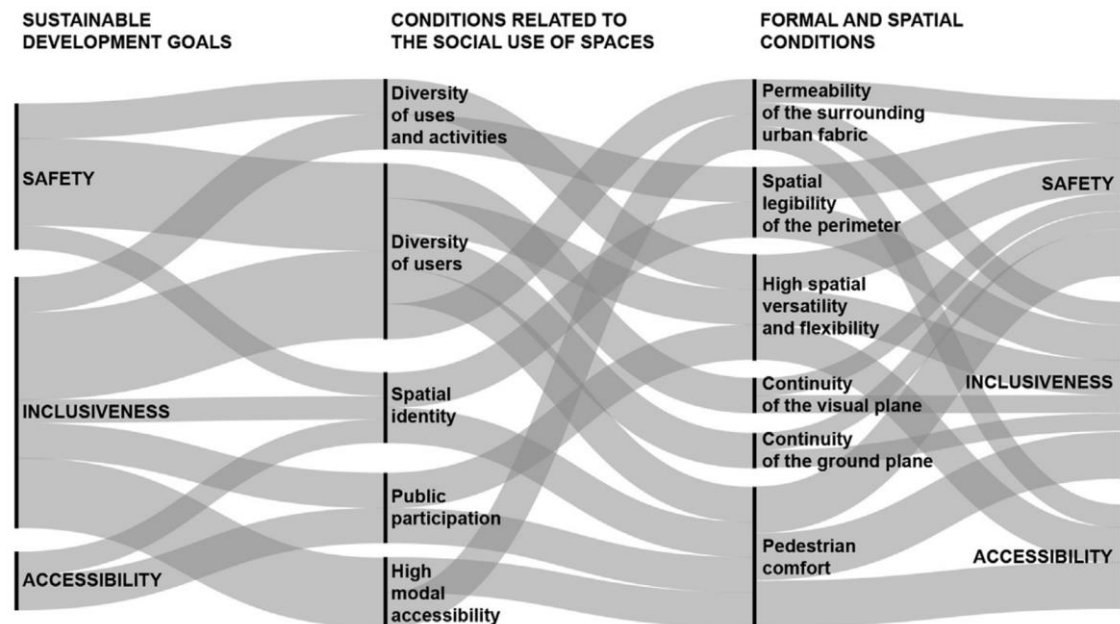 SUSTAINABLE
DEVELOPMENT GOALS
CONDITIONS RELATED TO
THE SOCIAL USE OF SPACES
FORMAL AND SPATIAL
CONDITIONS
SAFETY
INCLUSIVENESS
ACCESSIBILITY
Diversity
of uses
and activities
Diversity
of users
Spatial
identity
Public
participation
High
modal
accessibility
Permeability
of the surrounding
urban fabric
Spatial
legibility
of the perimeter
High spatial
versatility
and flexibility
Continuity
of the visual plane
Continuity
of the ground plane
Pedestrian
comfort
SAFETY
INCLUSIVENESS
ACCESSIBILITY